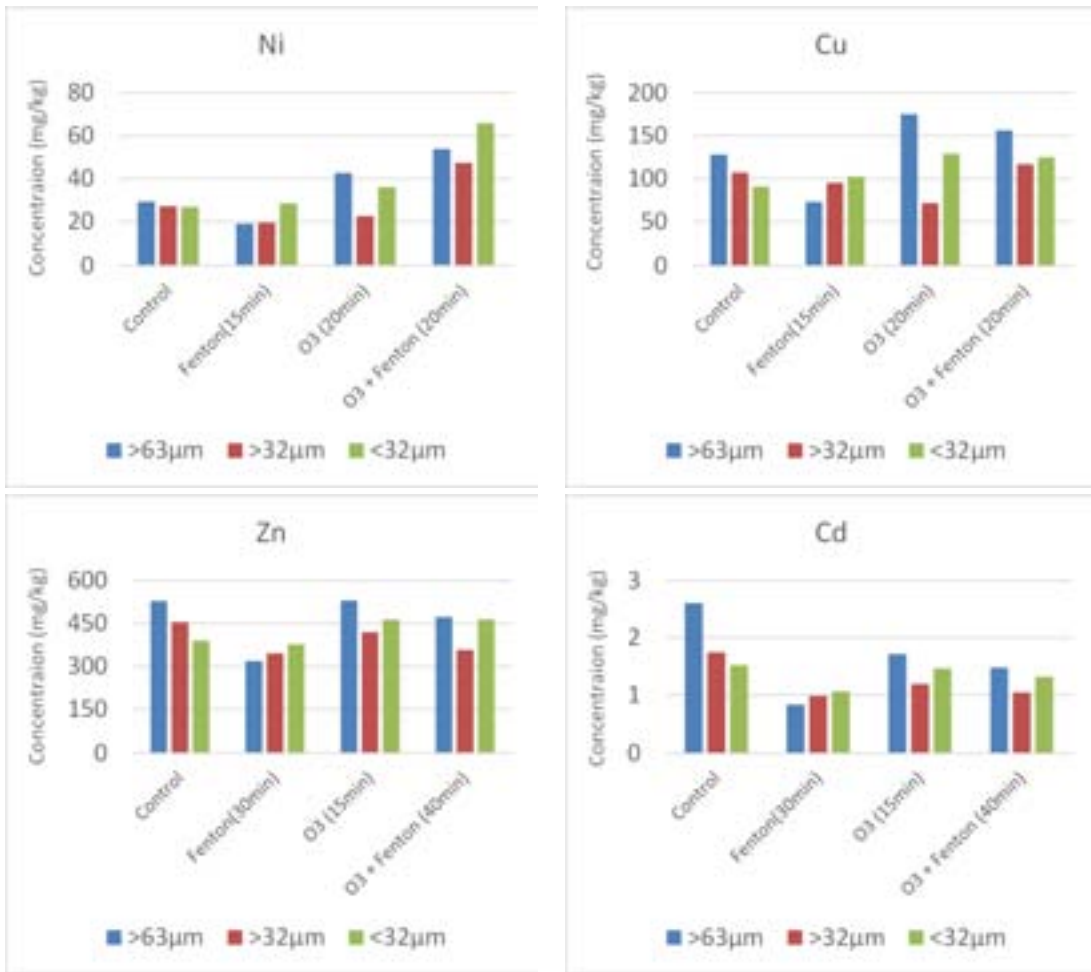 Ni
Concentraion (mg/kg)
80
60
40
20
0
Control
Fenton(15min)
O3 (20min)
O3 + Fenton (20min)
>63µm >32µm <32µm
Cu
Concentraion (mg/kg)
200
150
100
50
0
Control
Fenton(15min)
O3 (20min)
O3 + Fenton (20min)
>63µm >32µm <32µm
Zn
Concentraion (mg/kg)
600
450
300
150
0
Control
Fenton(30min)
O3 (15min)
O3 + Fenton (40min)
>63µm >32µm <32µm
Cd
Concentraion (mg/kg)
3
2
1
0
Control
Fenton(30min)
O3 (15min)
O3 + Fenton (40min)
>63µm >32µm <32µm